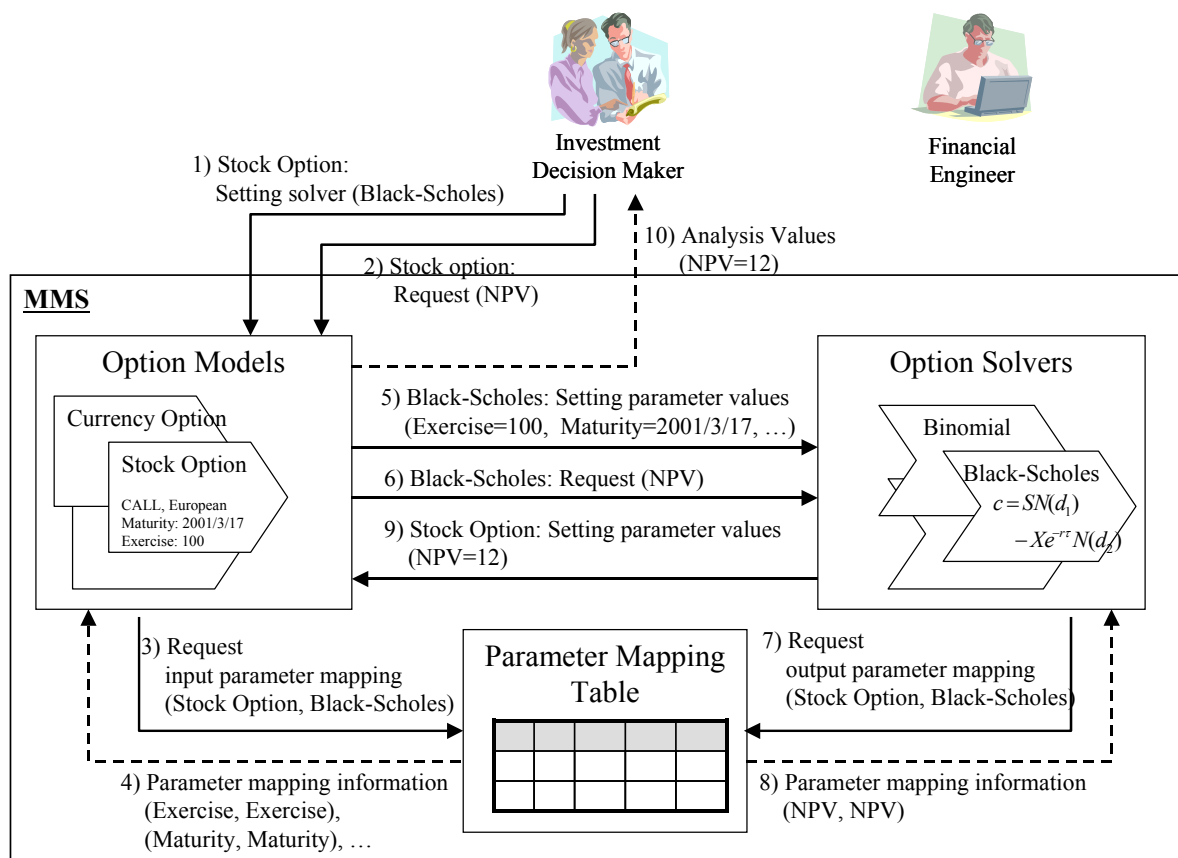 Investment
Decision Maker
Financial
Engineer
1) Stock Option:
Setting solver (Black-Scholes)
2) Stock option:
Request (NPV)
10) Analysis Values
(NPV=12)
MMS
Option Models
Currency Option
Stock Option
CALL, European
Maturity: 2001/3/17
Exercise: 100
5) Black-Scholes: Setting parameter values
(Exercise=100, Maturity=2001/3/17, …)
6) Black-Scholes: Request (NPV)
9) Stock Option: Setting parameter values
(NPV=12)
Option Solvers
Binomial
Black-Scholes
c = SN(d₁)
− Xe^{-rτ} N(d₂)
3) Request
input parameter mapping
(Stock Option, Black-Scholes)
Parameter Mapping
Table
7) Request
output parameter mapping
(Stock Option, Black-Scholes)
4) Parameter mapping information
(Exercise, Exercise),
(Maturity, Maturity), …
8) Parameter mapping information
(NPV, NPV)